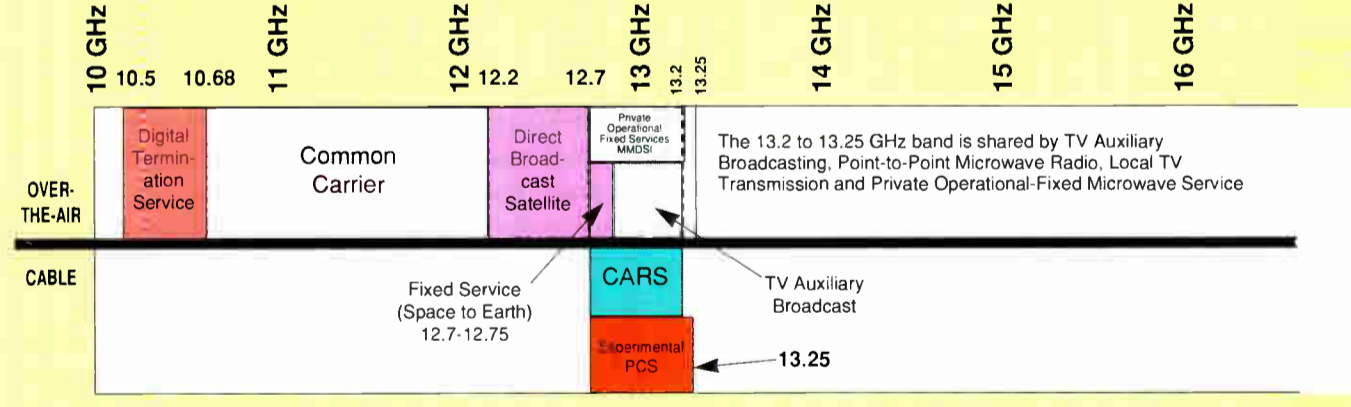 10 GHz
10.5
10.68
11 GHz
12 GHz
12.2
12.7
13 GHz
13.2
13.25
14 GHz
15 GHz
16 GHz
OVER-
THE-AIR
Digital
Termin-
ation
Service
Common
Carrier
Direct
Broad-
cast
Satellite
Private
Operational
Fixed Services
MMDSI
The 13.2 to 13.25 GHz band is shared by TV Auxiliary
Broadcasting, Point-to-Point Microwave Radio, Local TV
Transmission and Private Operational-Fixed Microwave Service
CABLE
Fixed Service
(Space to Earth)
12.7-12.75
CARS
TV Auxiliary
Broadcast
Experimental
PCS
13.25